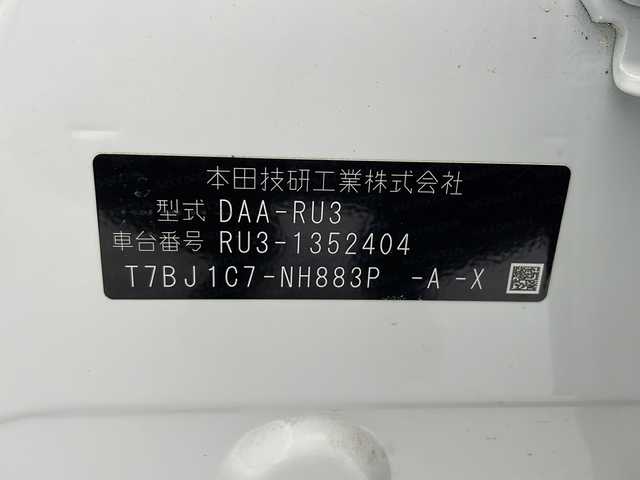 本田技研工業株式会社
型式 DAA-RU3
車台番号 RU3-1352404
T7BJ1C7-NH883P -A -X